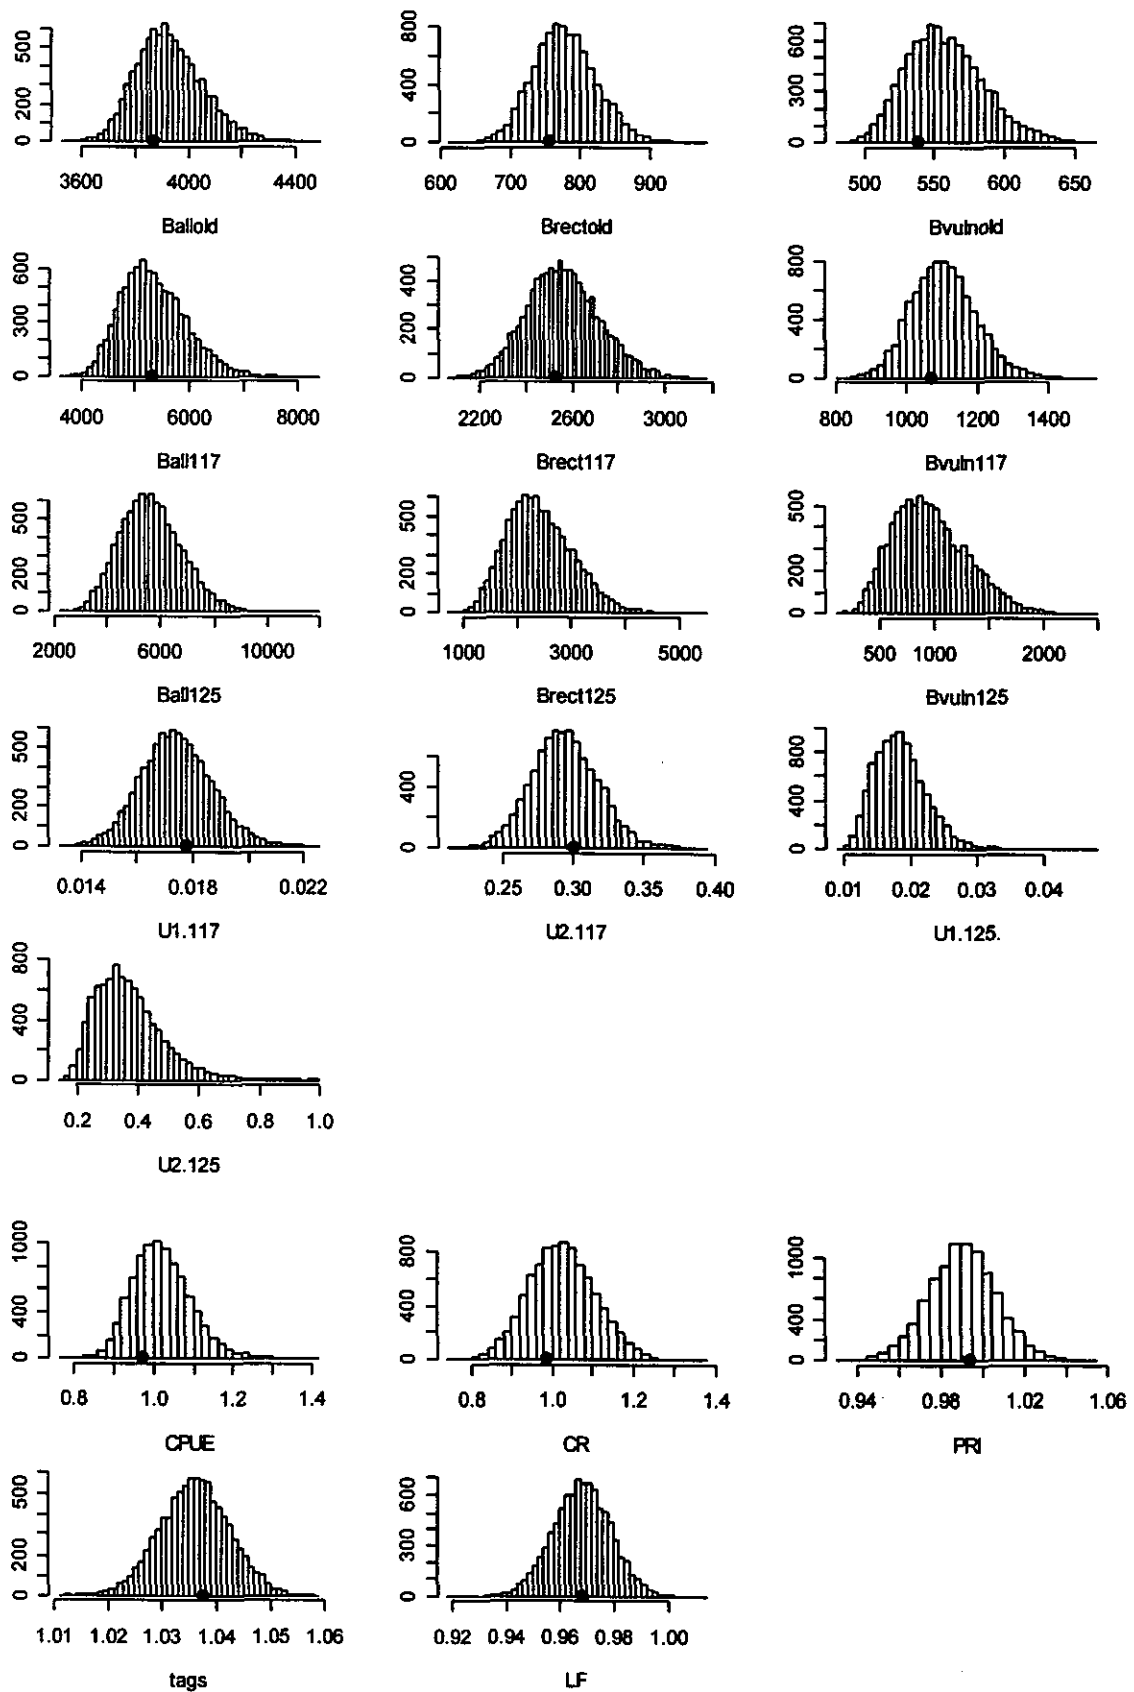 0 200 500
3600 4000 4400
Ballold
0 400 800
600 700 800 900
Brectold
0 300 600
500 550 600 650
Bvulnold
0 300 600
4000 6000 8000
Ball117
0 200 400
2200 2600 3000
Brect117
0 400 800
800 1000 1200 1400
Bvuln117
0 200 500
2000 6000 10000
Ball125
0 200 500
1000 3000 5000
Brect125
0 200 500
500 1000 2000
Bvuln125
0 200 500
0.014 0.018 0.022
U1.117
0 400
0.25 0.30 0.35 0.40
U2.117
0 400 800
0.01 0.02 0.03 0.04
U1.125.
0 400 800
0.2 0.4 0.6 0.8 1.0
U2.125
0 400 1000
0.8 1.0 1.2 1.4
CPUE
0 400 800
0.8 1.0 1.2 1.4
CR
0 400 1000
0.94 0.98 1.02 1.06
PRI
0 200 500
1.01 1.02 1.03 1.04 1.05 1.06
tags
0 300 600
0.92 0.94 0.96 0.98 1.00
LF